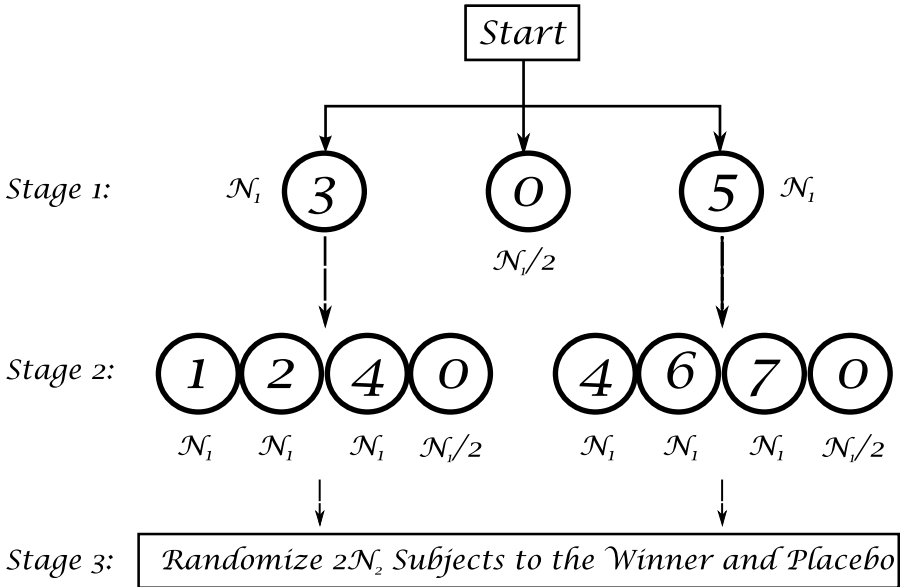 Start
Stage 1: N₁ 3 0 5 N₁
N₁/2
Stage 2: 1 2 4 0 4 6 7 0
N₁ N₁ N₁ N₁/2 N₁ N₁ N₁ N₁/2
Stage 3: Randomize 2N₂ Subjects to the Winner and Placebo